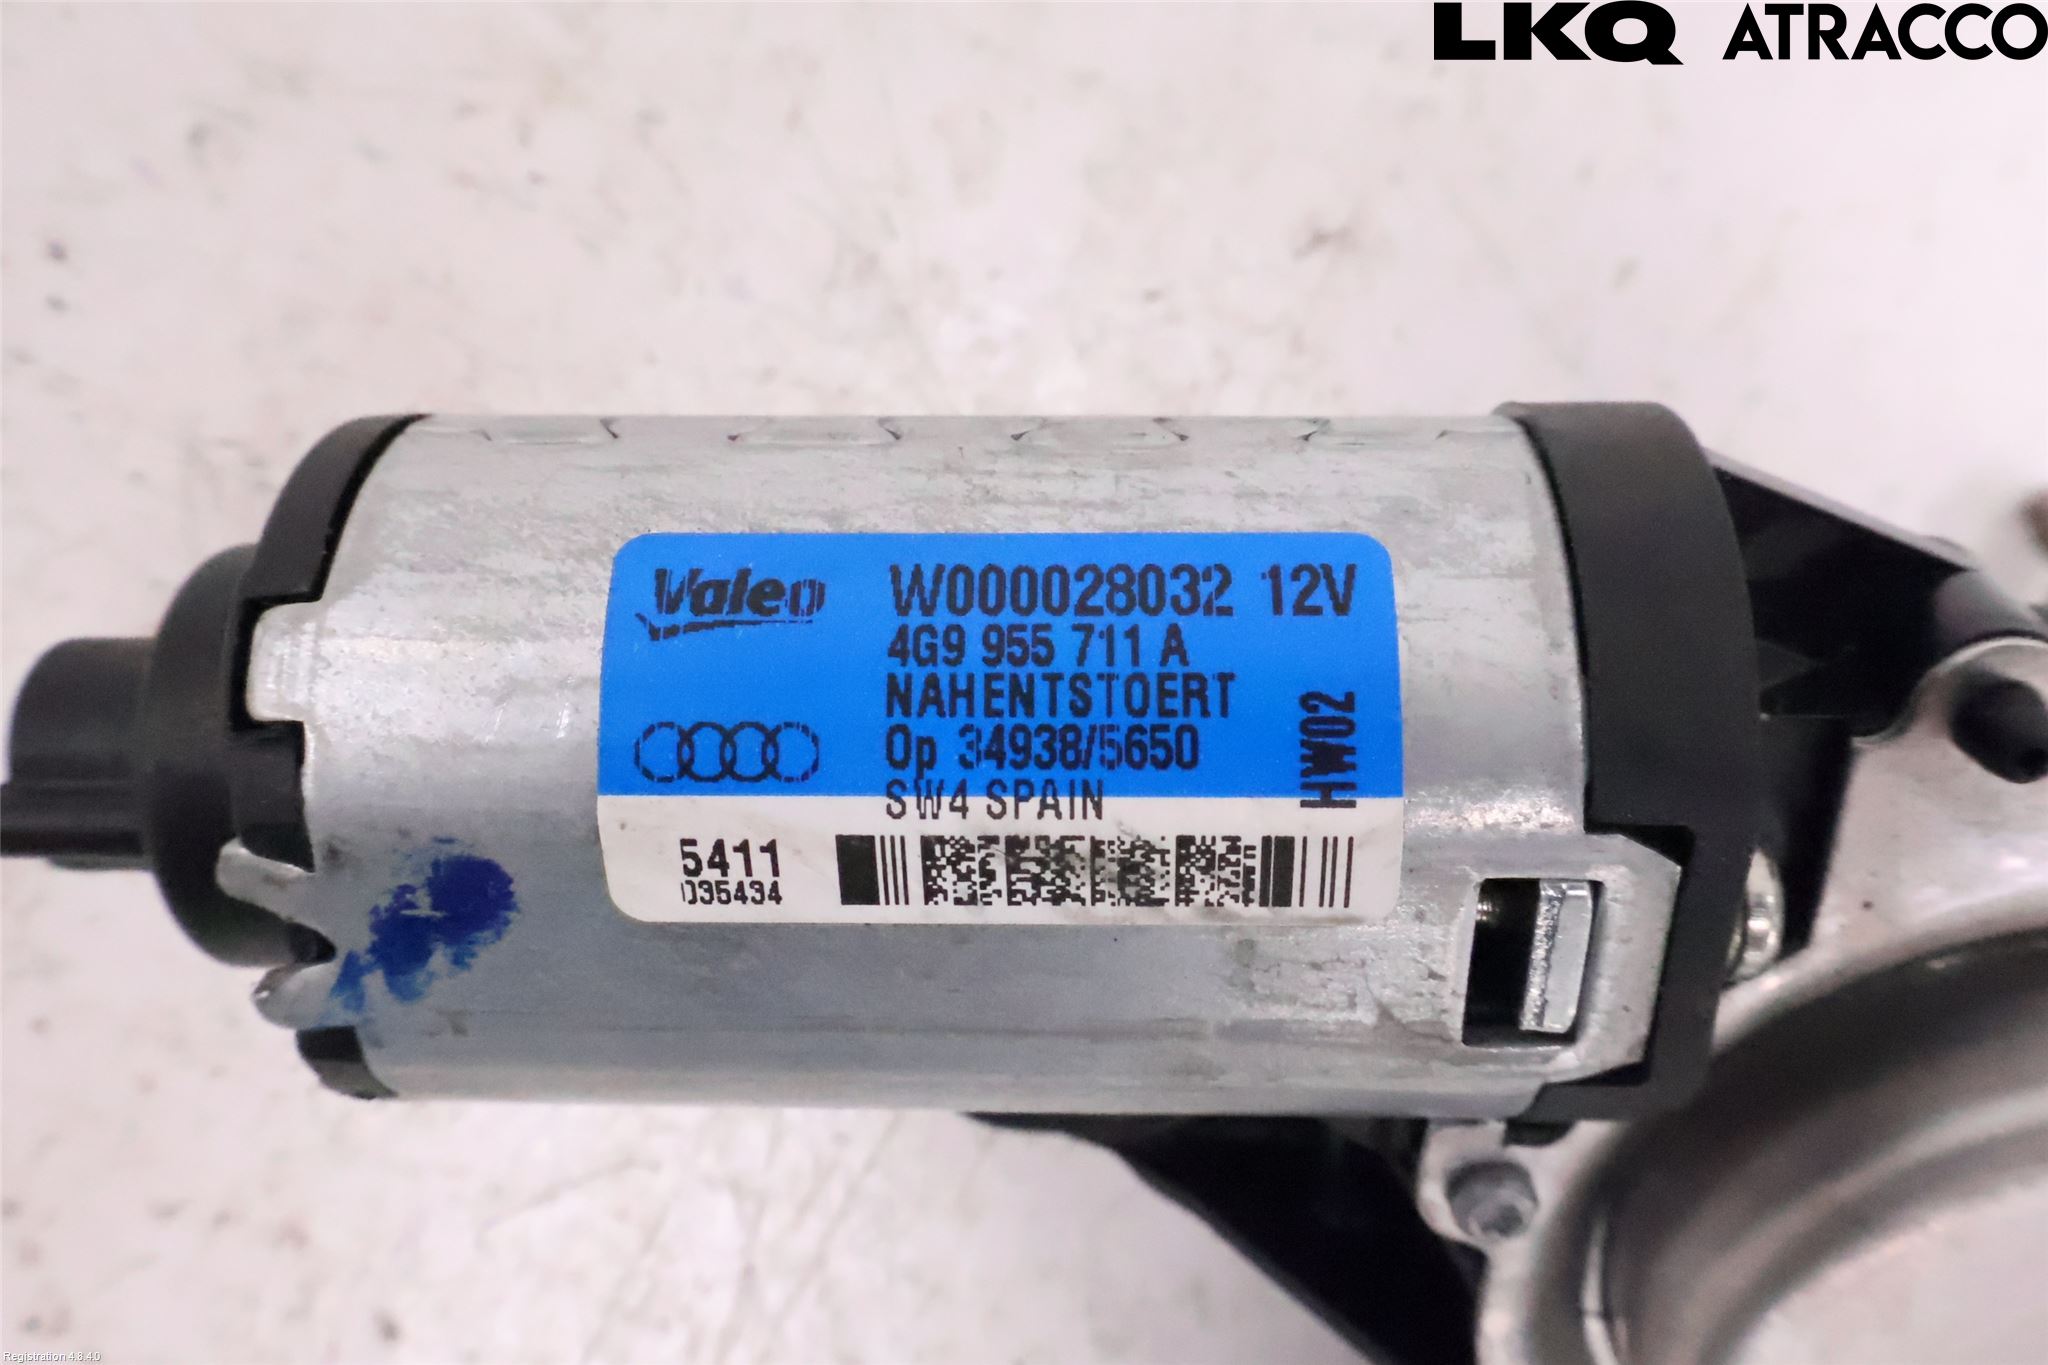 LKQ ATRACCO
Valeo W000028032 12V
4G9 955 711 A
NAHENTSTOERT
Op 34938/5650
SW4 SPAIN
HW02
5411
035434
Registration 4.8.4.0